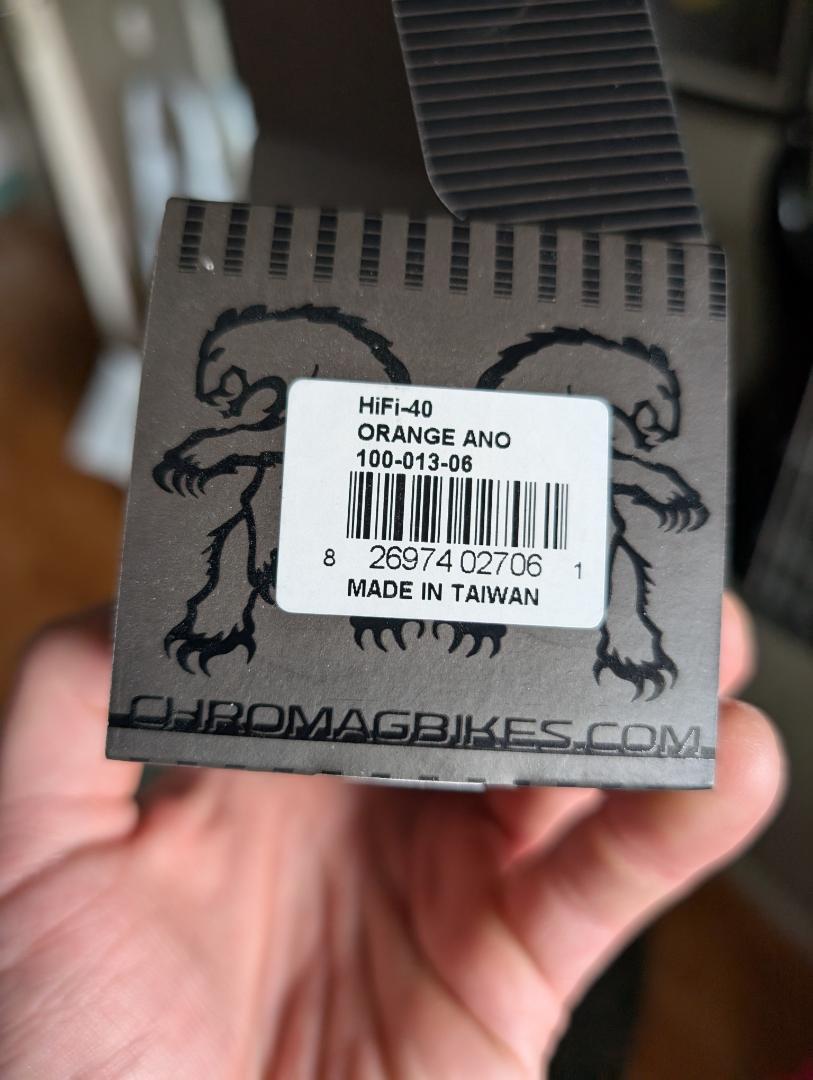 HiFi-40
ORANGE ANO
100-013-06
8 26974 02706 1
MADE IN TAIWAN
CHROMAGBIKES.COM